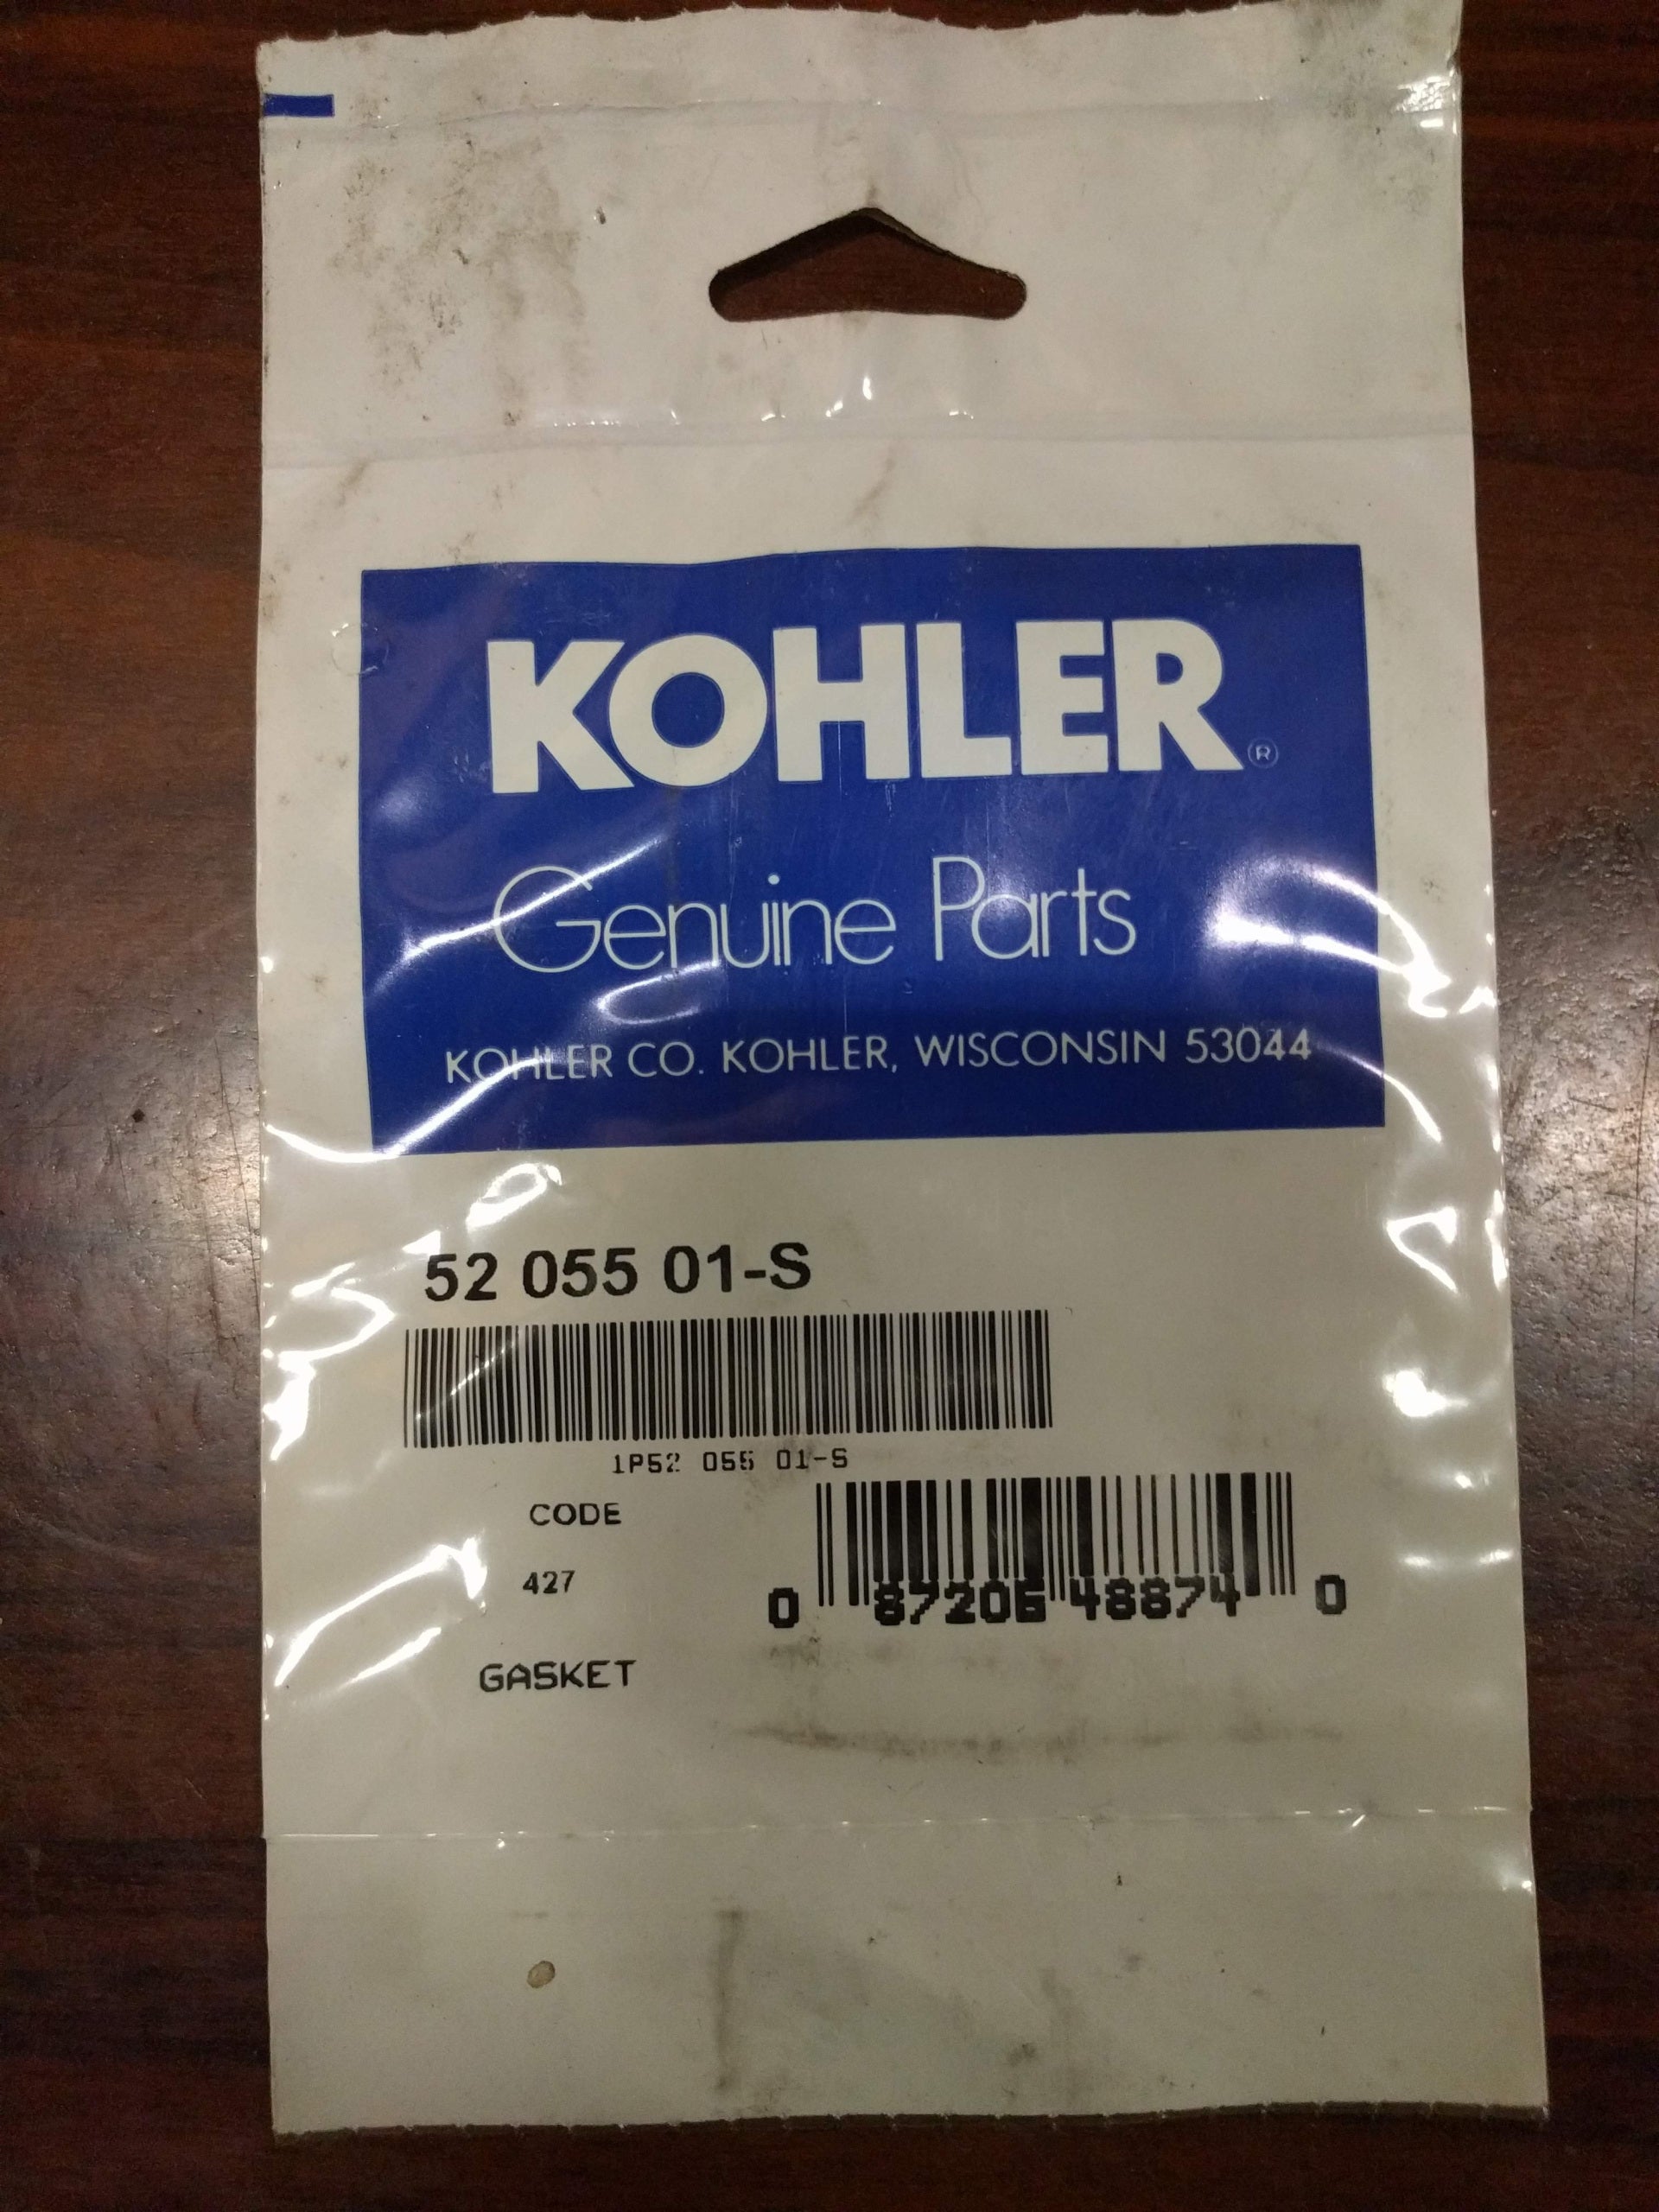 KOHLER®
Genuine Parts
KOHLER CO. KOHLER, WISCONSIN 53044
52 055 01-S
1P52 055 01-S
CODE
427
0 87206 48874 0
GASKET